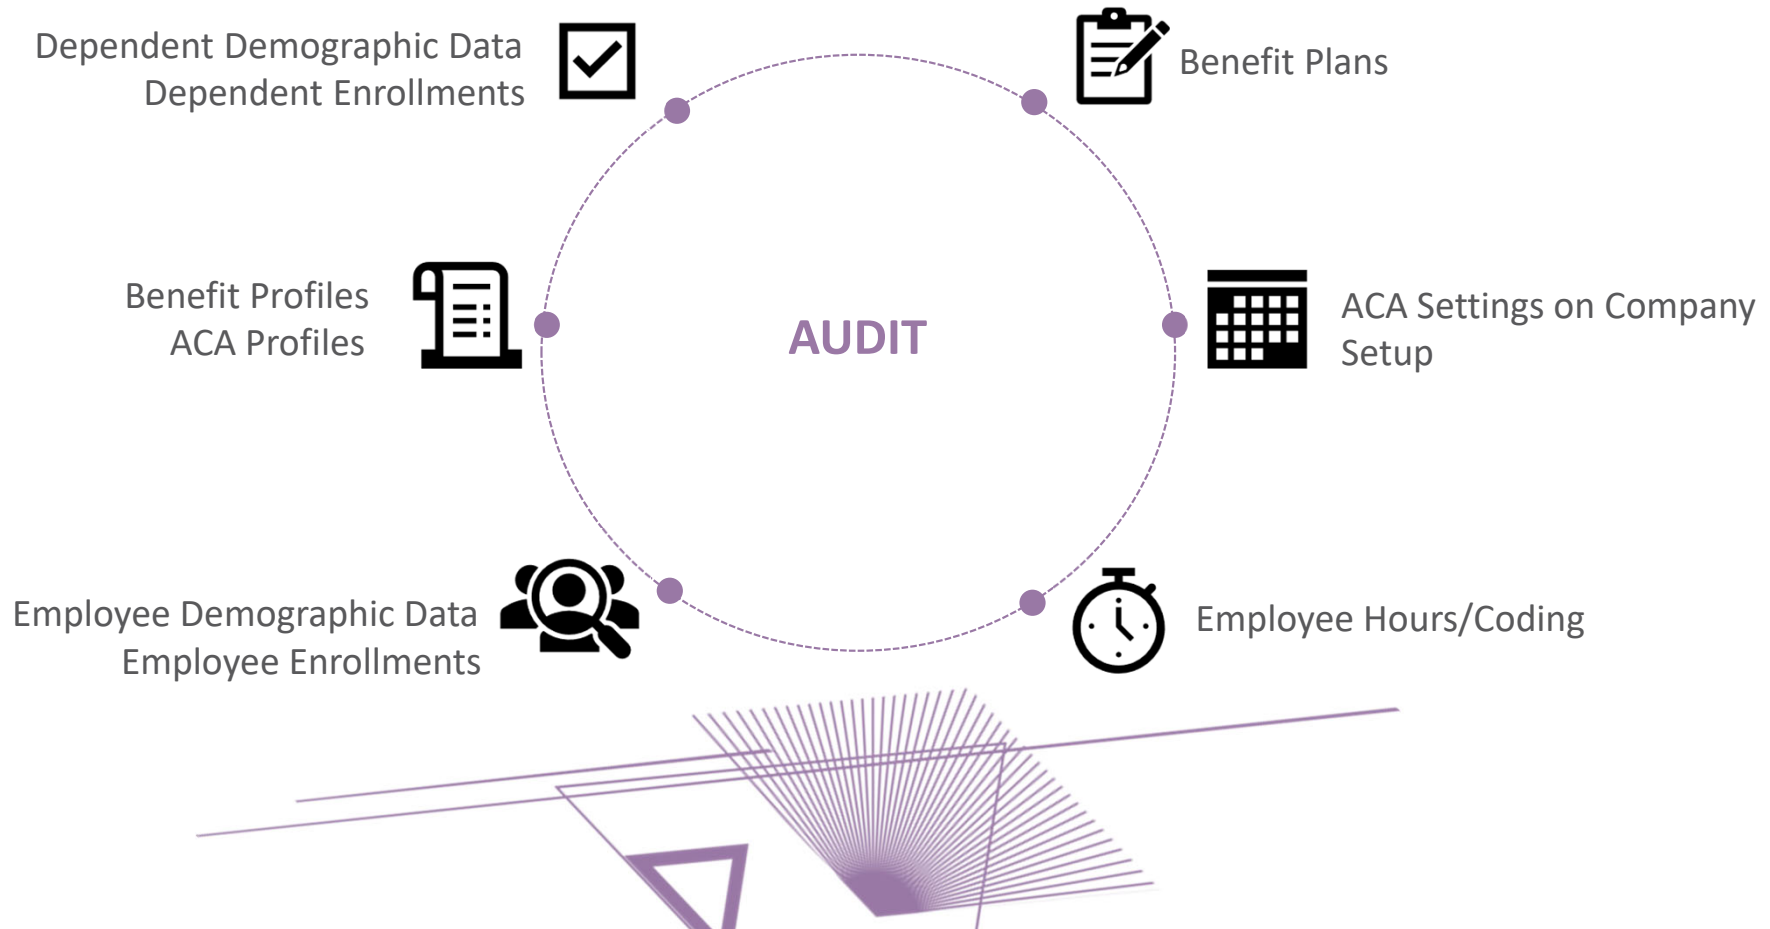 Dependent Demographic Data
Dependent Enrollments
Benefit Plans
Benefit Profiles
ACA Profiles
AUDIT
ACA Settings on Company
Setup
Employee Demographic Data
Employee Enrollments
Employee Hours/Coding